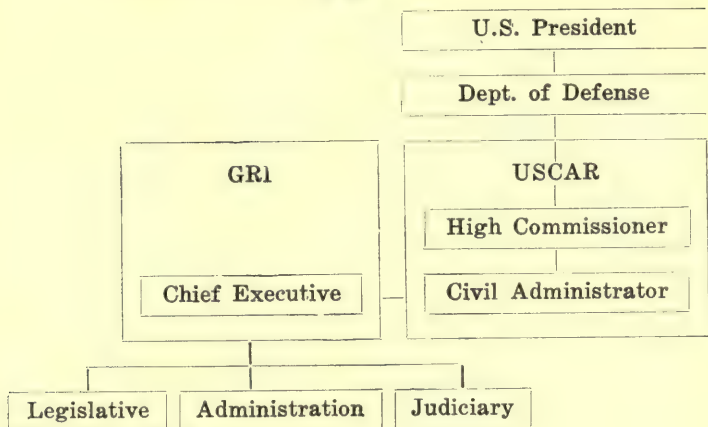 U.S. President
Dept. of Defense
GRI
USCAR
High Commissioner
Chief Executive
Civil Administrator
Legislative
Administration
Judiciary